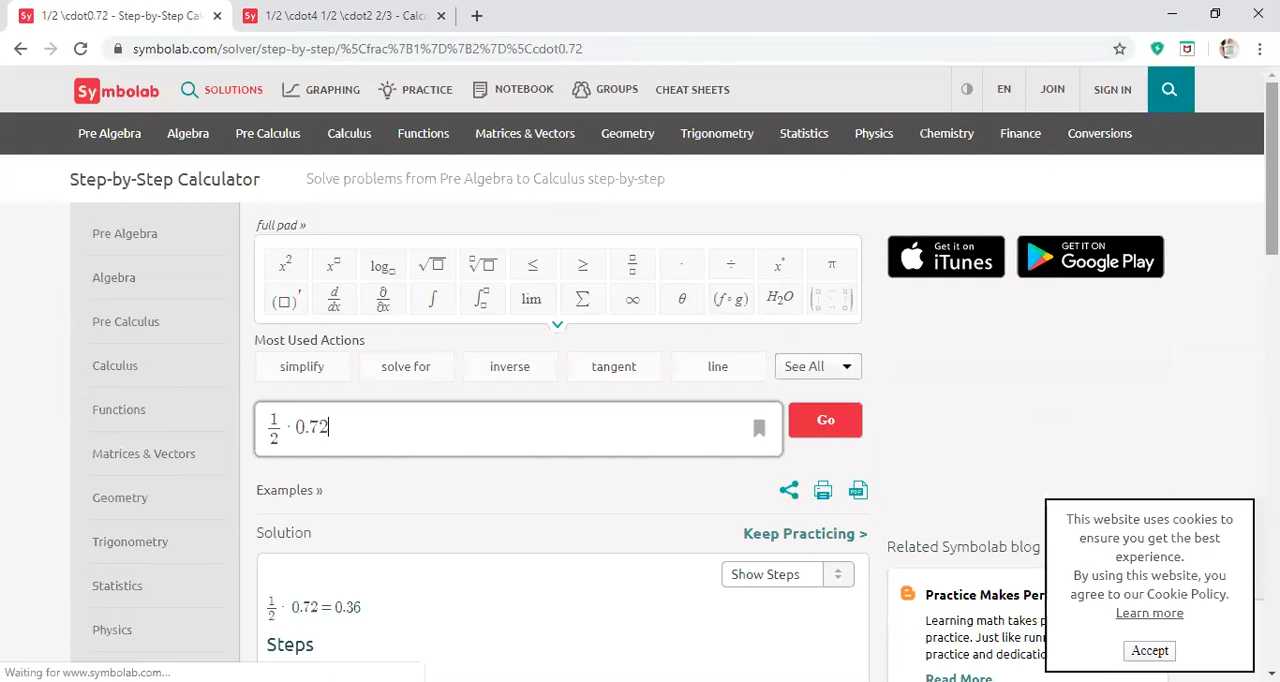 1/2 \cdot0.72 - Step-by-Step Calc
1/2 \cdot4 1/2 \cdot2 2/3 - Calc
symbolab.com/solver/step-by-step/%5Cfrac%7B1%7D%7B2%7D%5Ccdot0.72
Symbolab SOLUTIONS GRAPHING PRACTICE NOTEBOOK GROUPS CHEAT SHEETS EN JOIN SIGN IN
Pre Algebra Algebra Pre Calculus Calculus Functions Matrices & Vectors Geometry Trigonometry Statistics Physics Chemistry Finance Conversions
Step-by-Step Calculator Solve problems from Pre Algebra to Calculus step-by-step
Pre Algebra
Algebra
Pre Calculus
Calculus
Functions
Matrices & Vectors
Geometry
Trigonometry
Statistics
Physics
full pad »
x² x^□ log□ √□ □√□ ≤ ≥ □/□ · ÷ x° π
(□)′ d/dx ∂/∂x ∫ ∫□□ lim ∑ ∞ θ (f∘g) H₂O
Most Used Actions
simplify solve for inverse tangent line See All
1/2 · 0.72
Go
Examples »
Solution Keep Practicing >
Show Steps
1/2 · 0.72 = 0.36
Steps
Get it on
iTunes
GET IT ON
Google Play
Related Symbolab blog
Practice Makes Per
Learning math takes p
practice. Just like runn
practice and dedicatio
Read More
This website uses cookies to
ensure you get the best
experience.
By using this website, you
agree to our Cookie Policy.
Learn more
Accept
Waiting for www.symbolab.com...